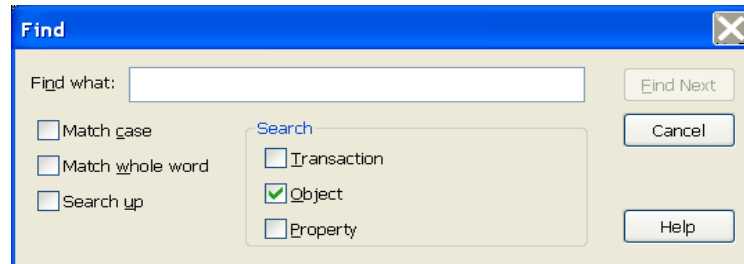 Find
Find what:
Find Next
Match case
Search
Cancel
Transaction
Match whole word
Object
Search up
Property
Help